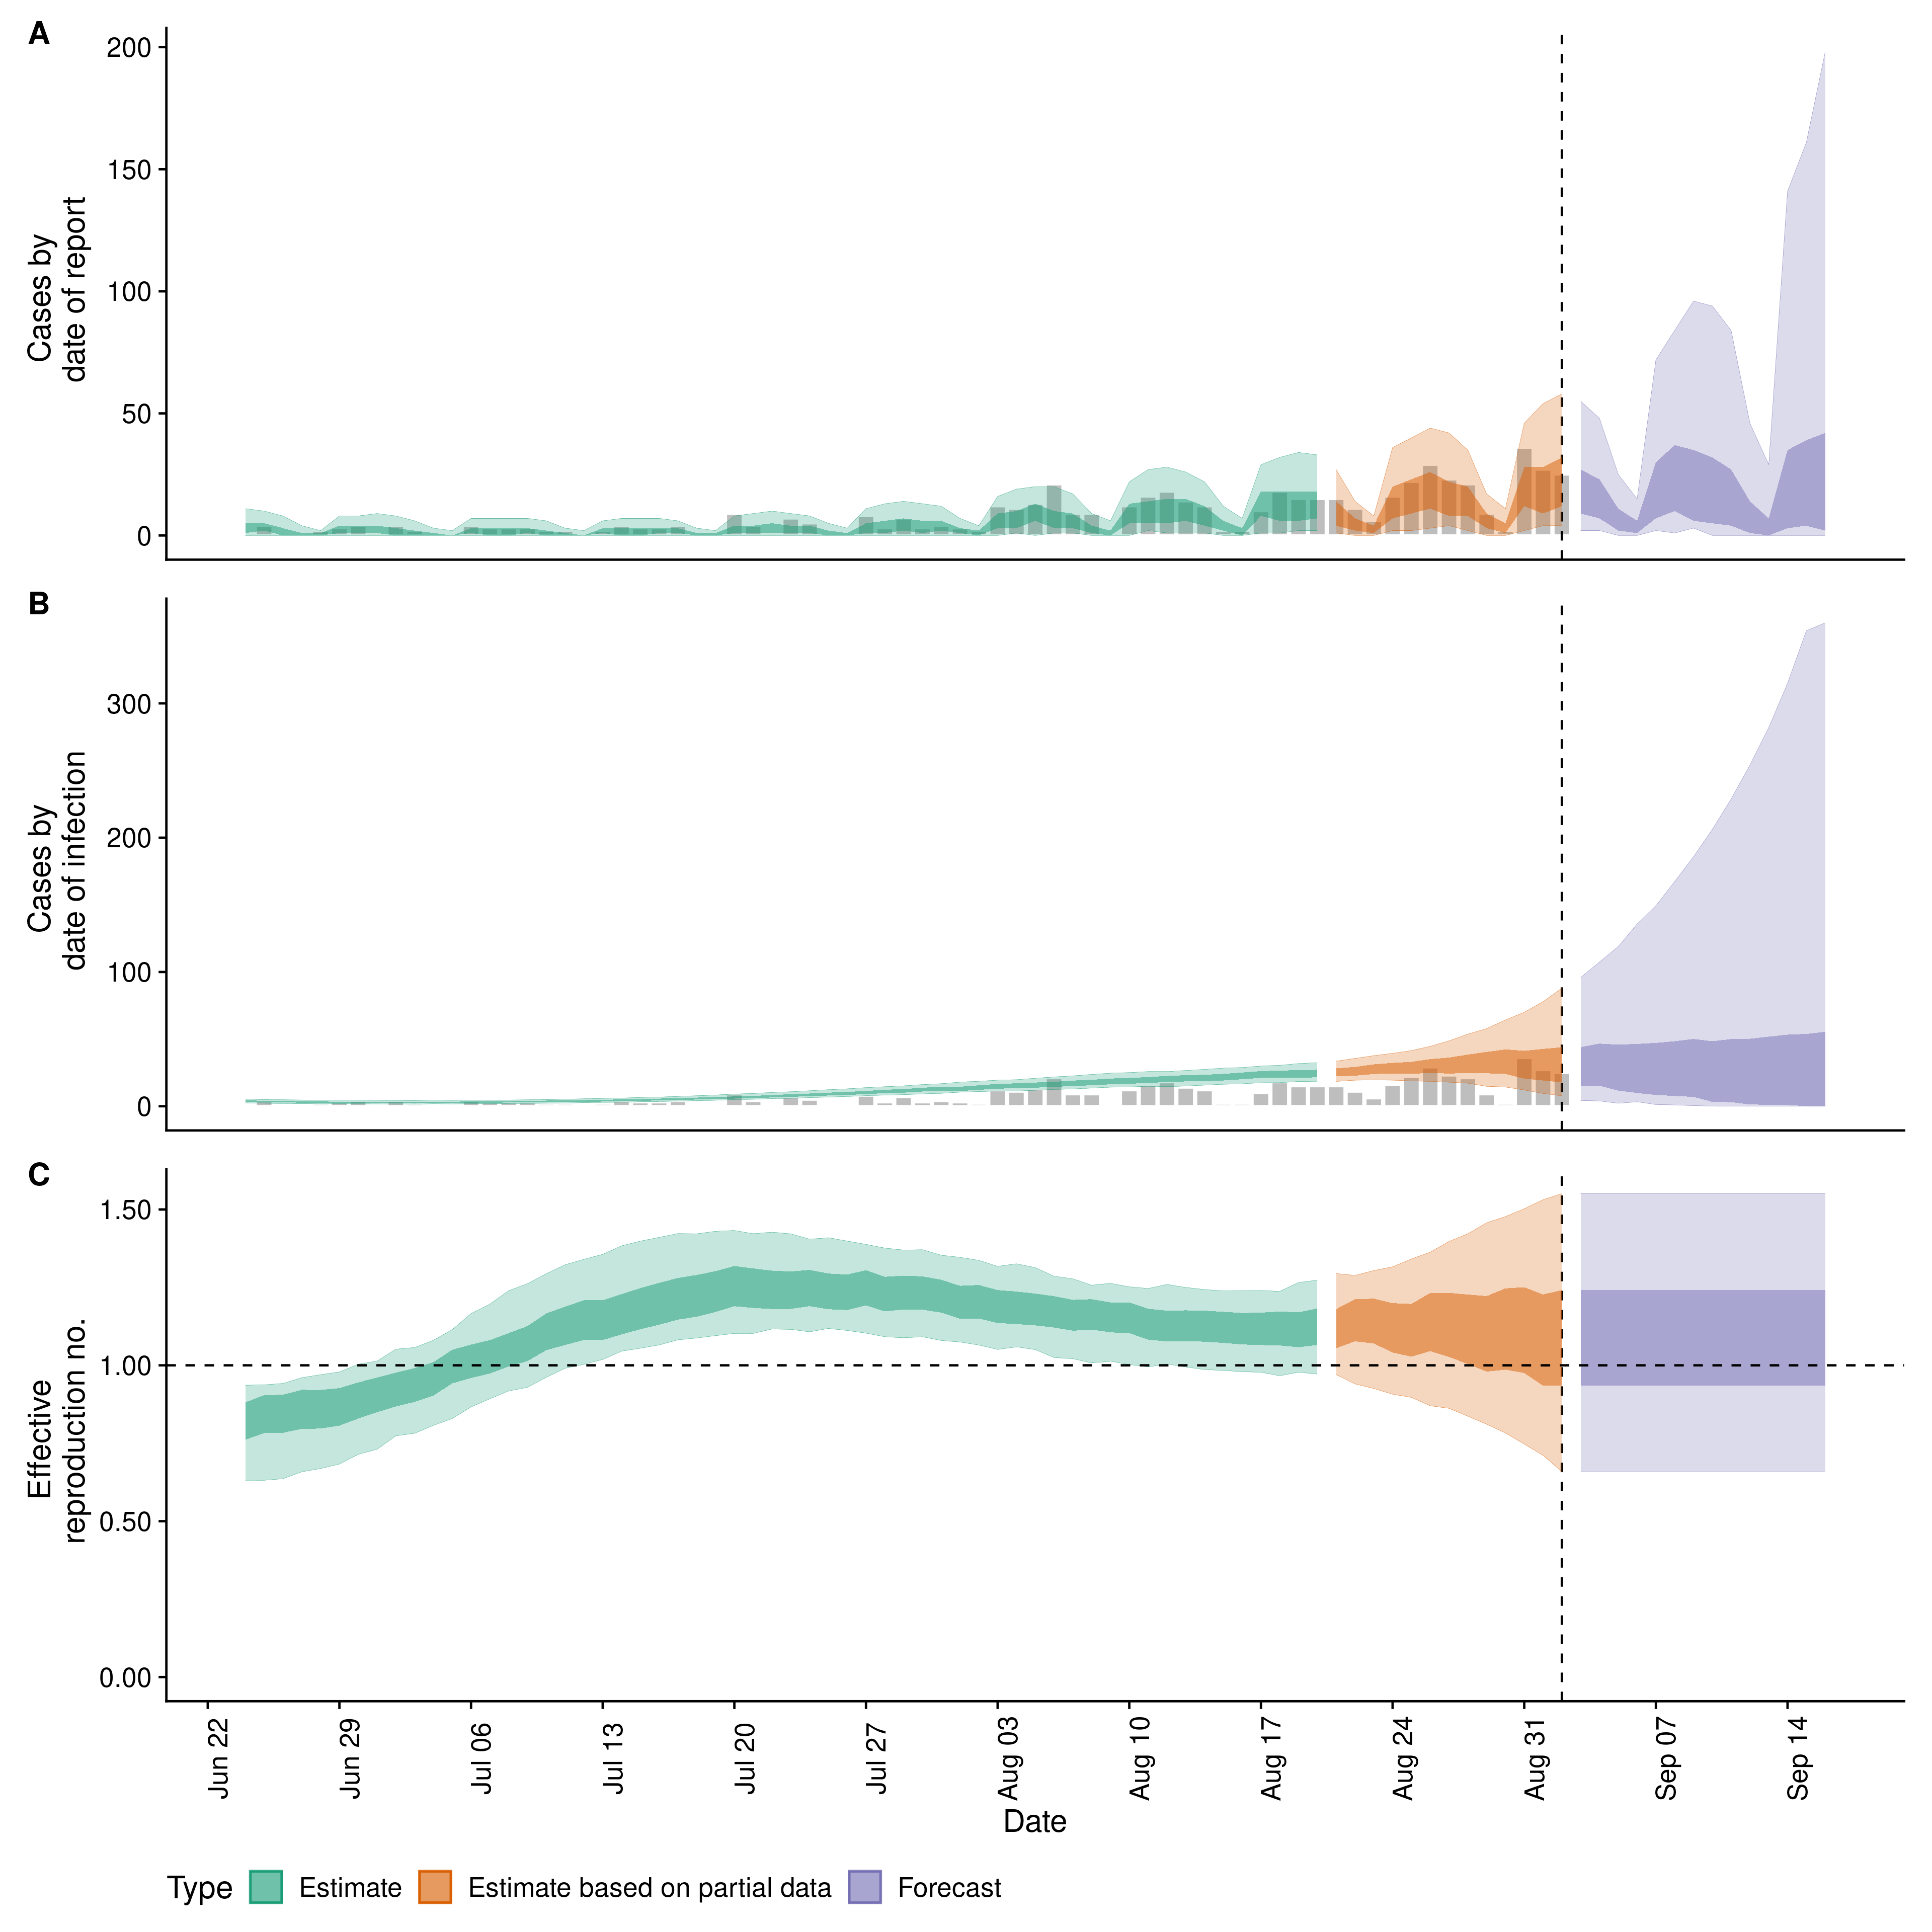 A
Cases by
date of report
200
150
100
50
0
B
Cases by
date of infection
300
200
100
0
C
Effective
reproduction no.
1.50
1.00
0.50
0.00
Jun 22
Jun 29
Jul 06
Jul 13
Jul 20
Jul 27
Aug 03
Aug 10
Aug 17
Aug 24
Aug 31
Sep 07
Sep 14
Date
Type Estimate Estimate based on partial data Forecast